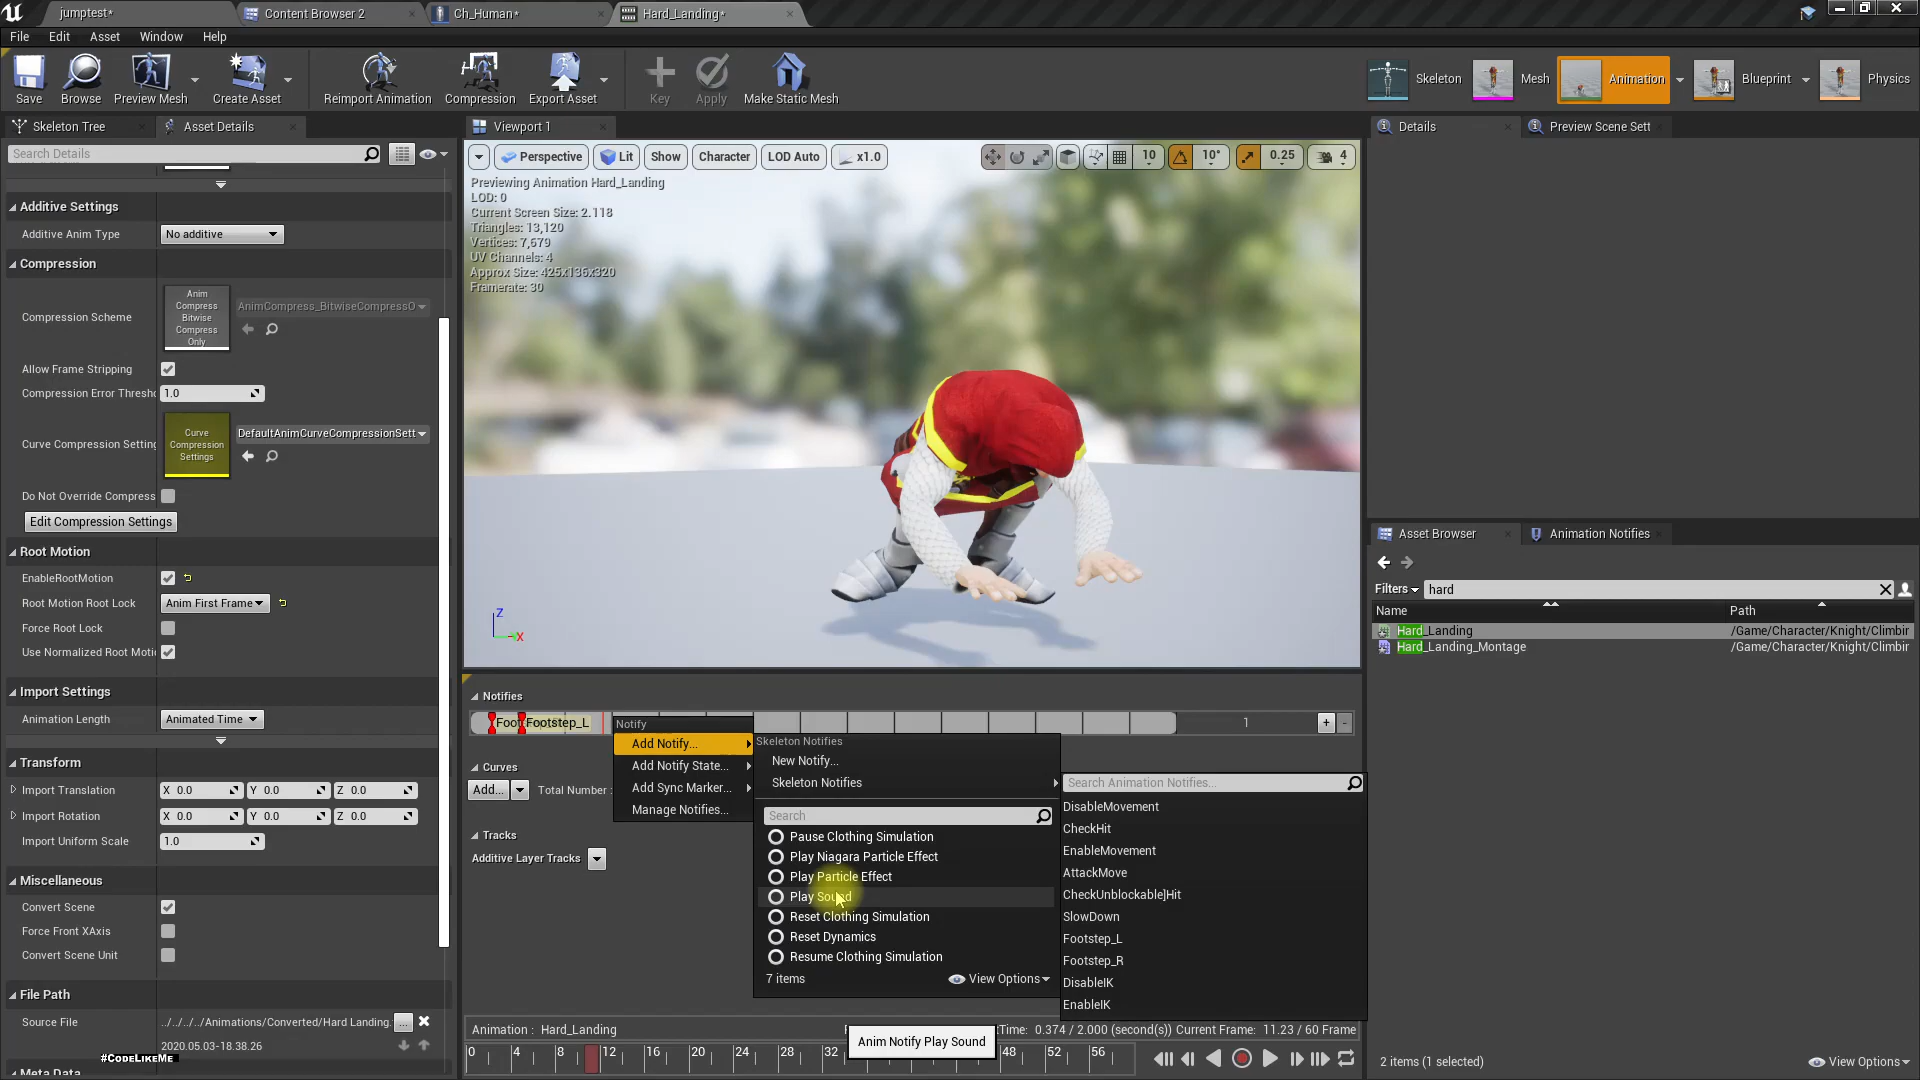 jumptest*
Content Browser 2
Ch_Human*
Hard_Landing*
File Edit Asset Window Help
Save
Browse
Preview Mesh
Create Asset
Reimport Animation
Compression
Export Asset
Key
Apply
Make Static Mesh
Skeleton
Mesh
Animation
Blueprint
Physics
Skeleton Tree
Asset Details
Search Details
Additive Settings
Additive Anim Type
No additive
Compression
Compression Scheme
Anim
Compress
Bitwise
Compress
Only
AnimCompress_BitwiseCompressO
Allow Frame Stripping
Compression Error Thresh
1.0
Curve Compression Setting
Curve
Compression
Settings
DefaultAnimCurveCompressionSett
Do Not Override Compress
Edit Compression Settings
Root Motion
EnableRootMotion
Root Motion Root Lock
Anim First Frame
Force Root Lock
Use Normalized Root Moti
Import Settings
Animation Length
Animated Time
Transform
Import Translation
X 0.0 Y 0.0 Z 0.0
Import Rotation
X 0.0 Y 0.0 Z 0.0
Import Uniform Scale
1.0
Miscellaneous
Convert Scene
Force Front XAxis
Convert Scene Unit
File Path
Source File
../../../../Animations/Converted/Hard Landing.
...
2020.05.03-18.38.26
#CodeLikeMe
Meta Data
Viewport 1
Perspective
Lit
Show
Character
LOD Auto
x1.0
10
10°
0.25
4
Previewing Animation Hard_Landing
LOD: 0
Current Screen Size: 2.118
Triangles: 13,120
Vertices: 7,679
UV Channels: 4
Approx Size: 425x136x320
Framerate: 30
Z
X
Notifies
Foot
Footstep_L
1
+
-
Curves
Add...
Total Number
Tracks
Additive Layer Tracks
Notify
Add Notify...
Add Notify State...
Add Sync Marker...
Manage Notifies...
Skeleton Notifies
New Notify...
Skeleton Notifies
Search
Pause Clothing Simulation
Play Niagara Particle Effect
Play Particle Effect
Play Sound
Reset Clothing Simulation
Reset Dynamics
Resume Clothing Simulation
7 items
View Options
Search Animation Notifies...
DisableMovement
CheckHit
EnableMovement
AttackMove
CheckUnblockable]Hit
SlowDown
Footstep_L
Footstep_R
DisableIK
EnableIK
Animation : Hard_Landing
Time: 0.374 / 2.000 (second(s)) Current Frame: 11.23 / 60 Frame
Anim Notify Play Sound
0 4 8 12 16 20 24 28 32 48 52 56
Details
Preview Scene Sett
Asset Browser
Animation Notifies
Filters
hard
Name
Path
Hard_Landing
/Game/Character/Knight/Climbir
Hard_Landing_Montage
/Game/Character/Knight/Climbir
2 items (1 selected)
View Options